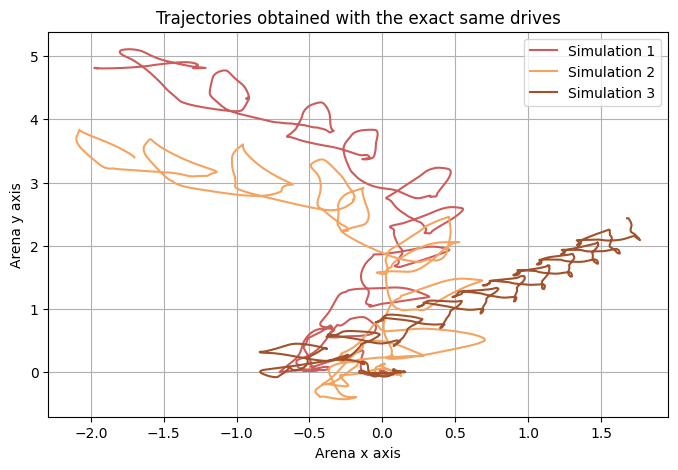 Trajectories obtained with the exact same drives
Simulation 1
Simulation 2
Simulation 3
Arena y axis
5
4
3
2
1
0
−2.0 −1.5 −1.0 −0.5 0.0 0.5 1.0 1.5
Arena x axis